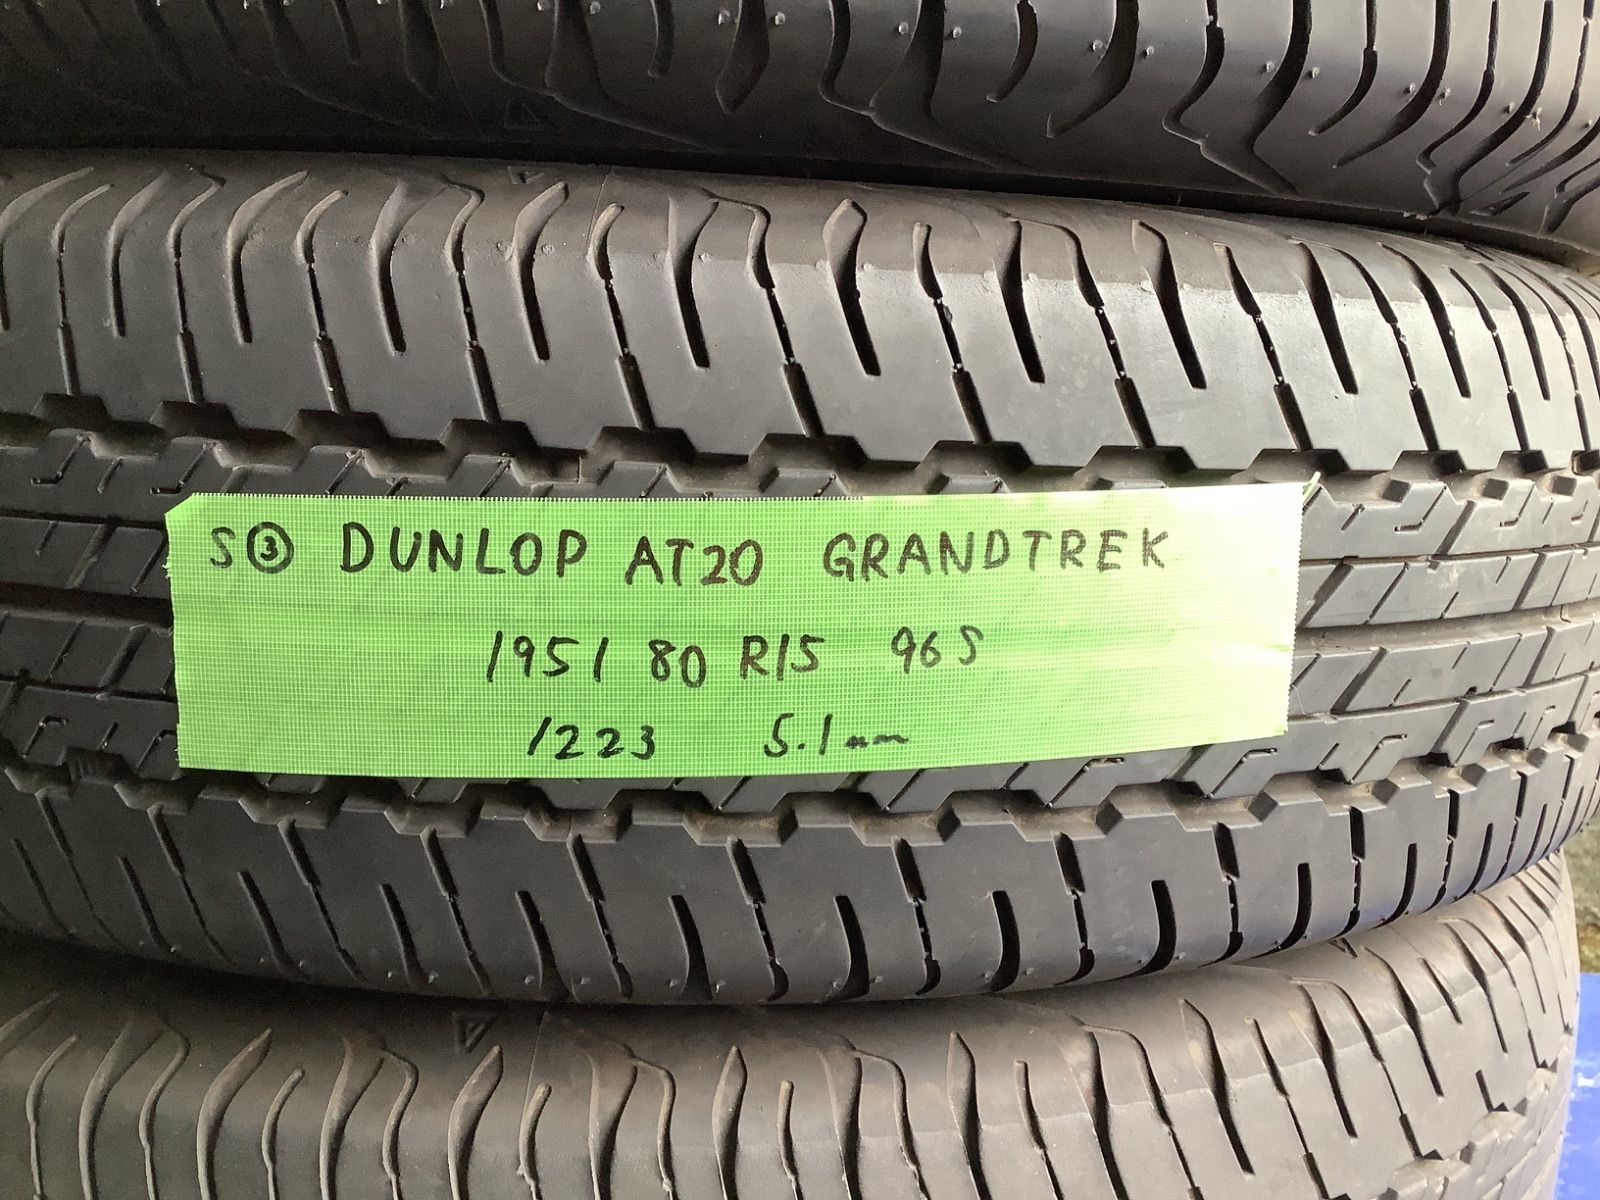 S③ DUNLOP AT20 GRANDTREK
195/ 80 R15 96S
1223 5.1mm